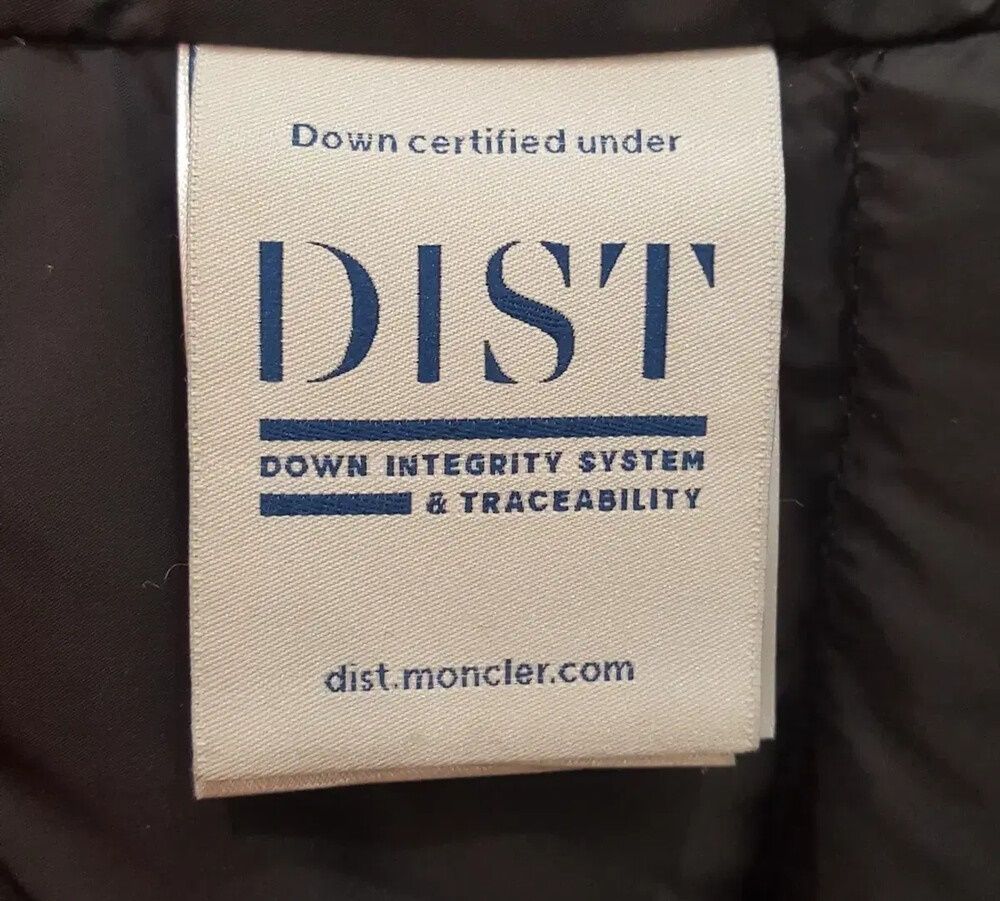 Down certified under
DIST
DOWN INTEGRITY SYSTEM
& TRACEABILITY
dist.moncler.com